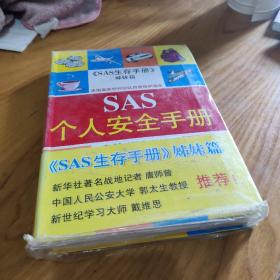 《SAS生存手册》
姊妹篇
SAS
个人安全手册
《SAS生存手册》姊妹篇
新华社著名战地记者 唐师曾
中国人民公安大学 郭太生教授
新世纪学习大师 戴维思
推荐!